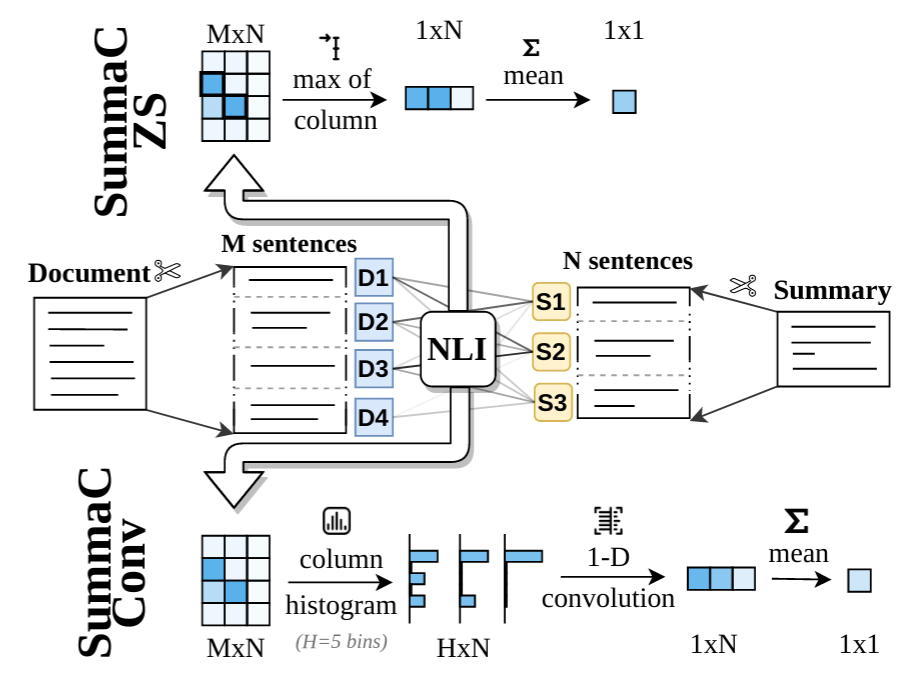 SummaC
ZS
MxN
max of
column
1xN
Σ
mean
1x1
Document
M sentences
D1
D2
D3
D4
NLI
S1
S2
S3
N sentences
Summary
SummaC
Conv
MxN
column
histogram
(H=5 bins)
HxN
1-D
convolution
1xN
Σ
mean
1x1